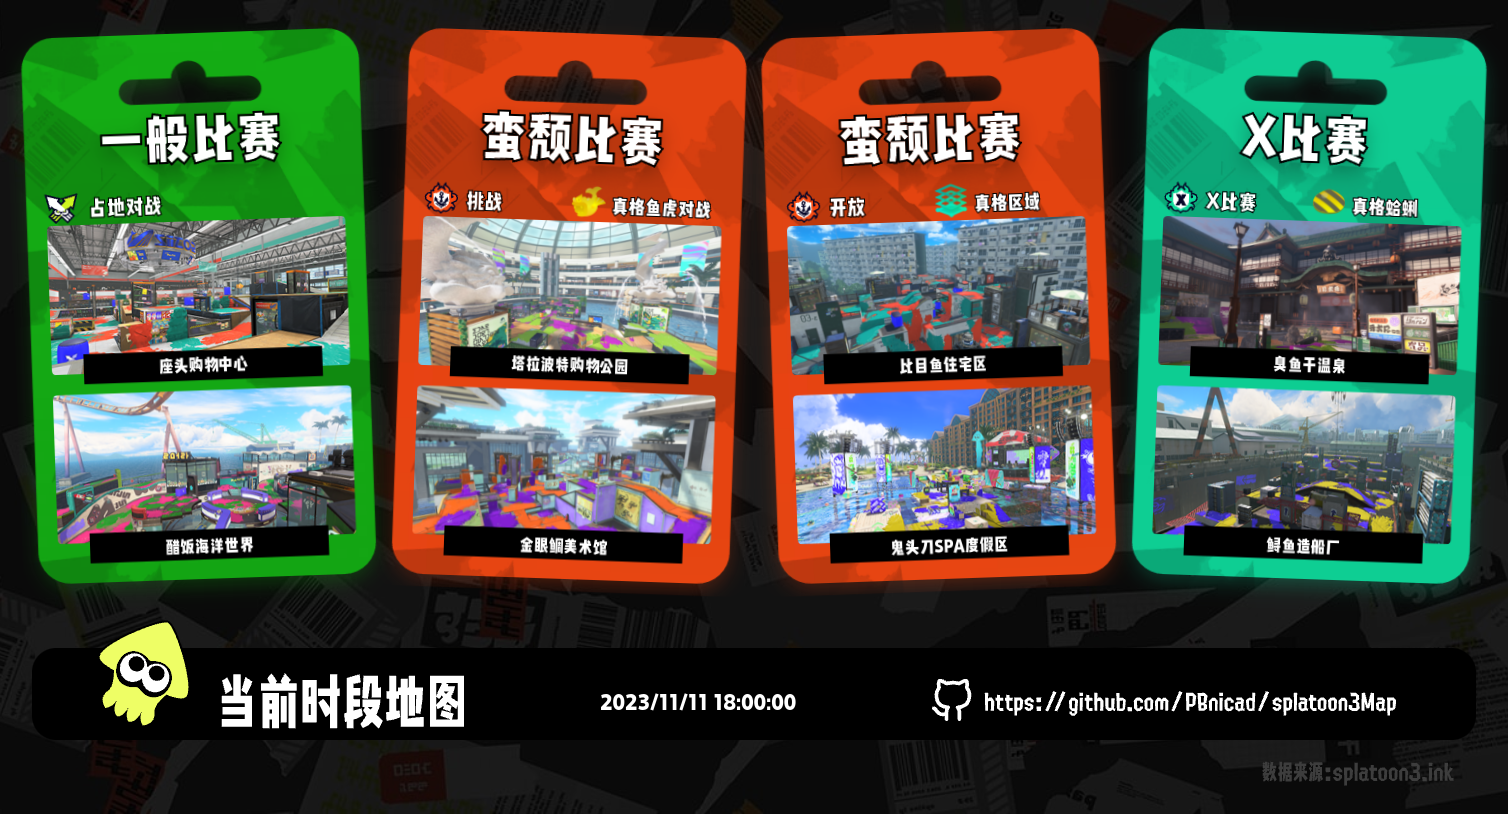 一般比赛
占地对战
座头购物中心
醋饭海洋世界
蛮颓比赛
挑战
真格鱼虎对战
塔拉波特购物公园
金眼鲷美术馆
蛮颓比赛
开放
真格区域
比目鱼住宅区
鬼头刀SPA度假区
X比赛
X比赛
真格蛤蜊
臭鱼干温泉
鲟鱼造船厂
当前时段地图
2023/11/11 18:00:00
https://github.com/PBnicad/splatoon3Map
数据来源:splatoon3.ink